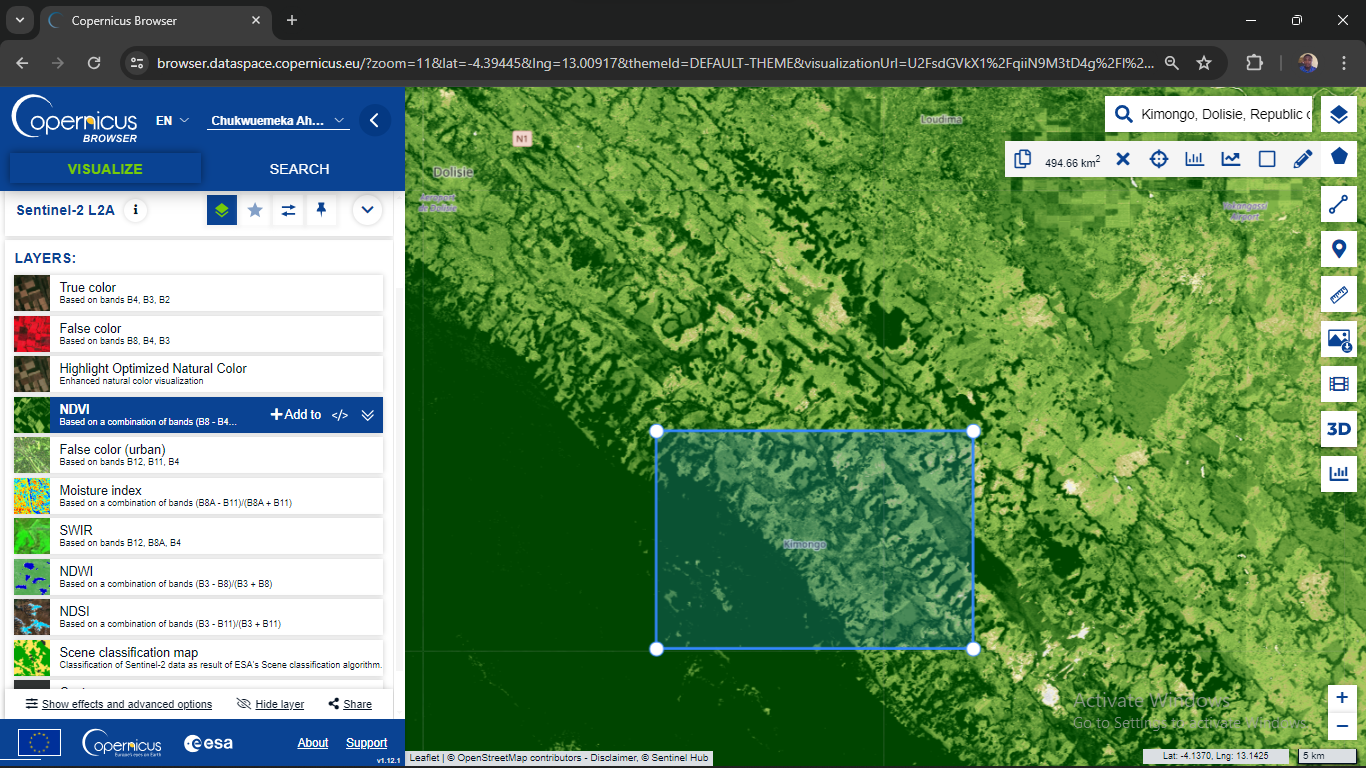 Copernicus Browser
browser.dataspace.copernicus.eu/?zoom=11&lat=-4.39445&lng=13.00917&themeId=DEFAULT-THEME&visualizationUrl=U2FsdGVkX1%2FqiiN9M3tD4g%2FI%2...
Copernicus
BROWSER
EN
Chukwuemeka Ah...
VISUALIZE
SEARCH
Sentinel-2 L2A
i
LAYERS:
True color
Based on bands B4, B3, B2
False color
Based on bands B8, B4, B3
Highlight Optimized Natural Color
Enhanced natural color visualization
NDVI
Based on a combination of bands (B8 - B4...
Add to
</>
False color (urban)
Based on bands B12, B11, B4
Moisture index
Based on a combination of bands (B8A - B11)/(B8A + B11)
SWIR
Based on bands B12, B8A, B4
NDWI
Based on a combination of bands (B3 - B8)/(B3 + B8)
NDSI
Based on a combination of bands (B3 - B11)/(B3 + B11)
Scene classification map
Classification of Sentinel-2 data as result of ESA's Scene classification algorithm.
Show effects and advanced options
Hide layer
Share
Copernicus
Europe's eyes on Earth
esa
About
Support
v1.12.1
Kimongo, Dolisie, Republic
494.66 km²
3D
N1
Loudima
Dolisie
Aéroport
de Dolisie
Airport
Kimongo
Activate Windows
Go to Settings to activate Windows.
+
−
Leaflet | © OpenStreetMap contributors - Disclaimer, © Sentinel Hub
Lat: -4.1370, Lng: 13.1425
5 km